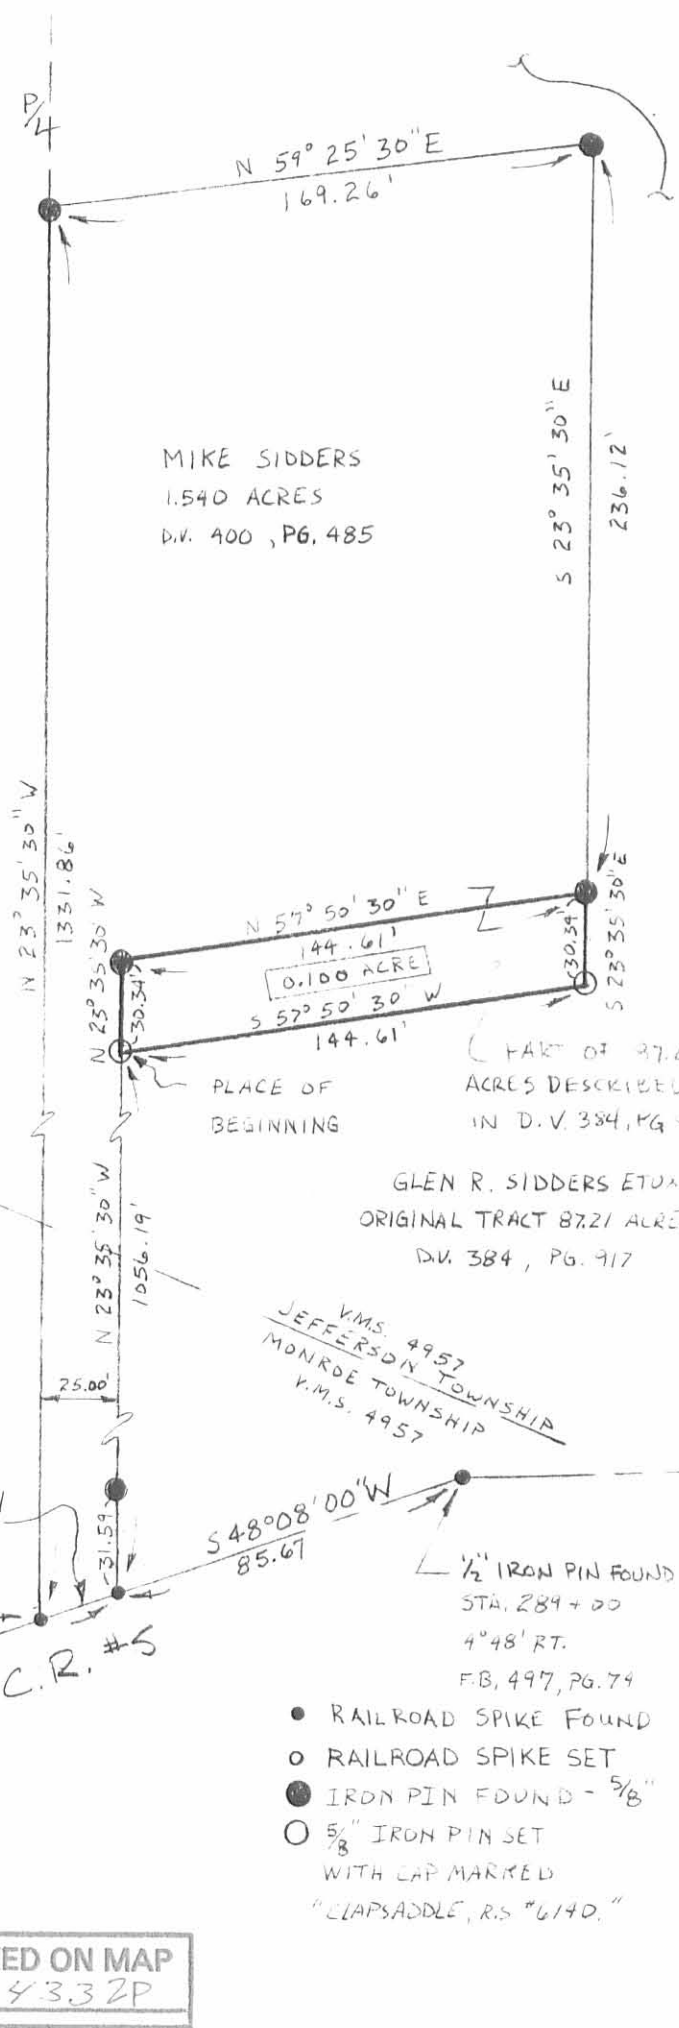 P/4
N 59° 25' 30" E
169.26'
MIKE SIDDERS
1.540 ACRES
D.V. 400 , PG. 485
S 23° 35' 30" E
236.12'
N 23° 35' 30" W
1331.86'
N 23° 35' 30" W
30.34'
N 57° 50' 30" E
144.61'
0.100 ACRE
S 57° 50' 30" W
144.61'
30.34'
S 23° 35' 30" E
PLACE OF
BEGINNING
PART OF
ACRES DESCRIBED
IN D.V. 384, PG
GLEN R. SIDDERS ETUX
ORIGINAL TRACT 87.21 ACRE
D.V. 384 , PG. 917
N 23° 35' 30" W
1056.19'
V.M.S. 4957
JEFFERSON TOWNSHIP
MONROE TOWNSHIP
V.M.S. 4957
25.00'
31.59'
S 48°08'00"W
85.67
C.R. #5
1/2" IRON PIN FOUND
STA. 289 + 00
4°48' RT.
F.B. 497, PG. 74
RAILROAD SPIKE FOUND
RAILROAD SPIKE SET
IRON PIN FOUND - 5/8"
5/8" IRON PIN SET
WITH CAP MARKED
"CLAPSADDLE, R.S #6140."
ED ON MAP
4332P